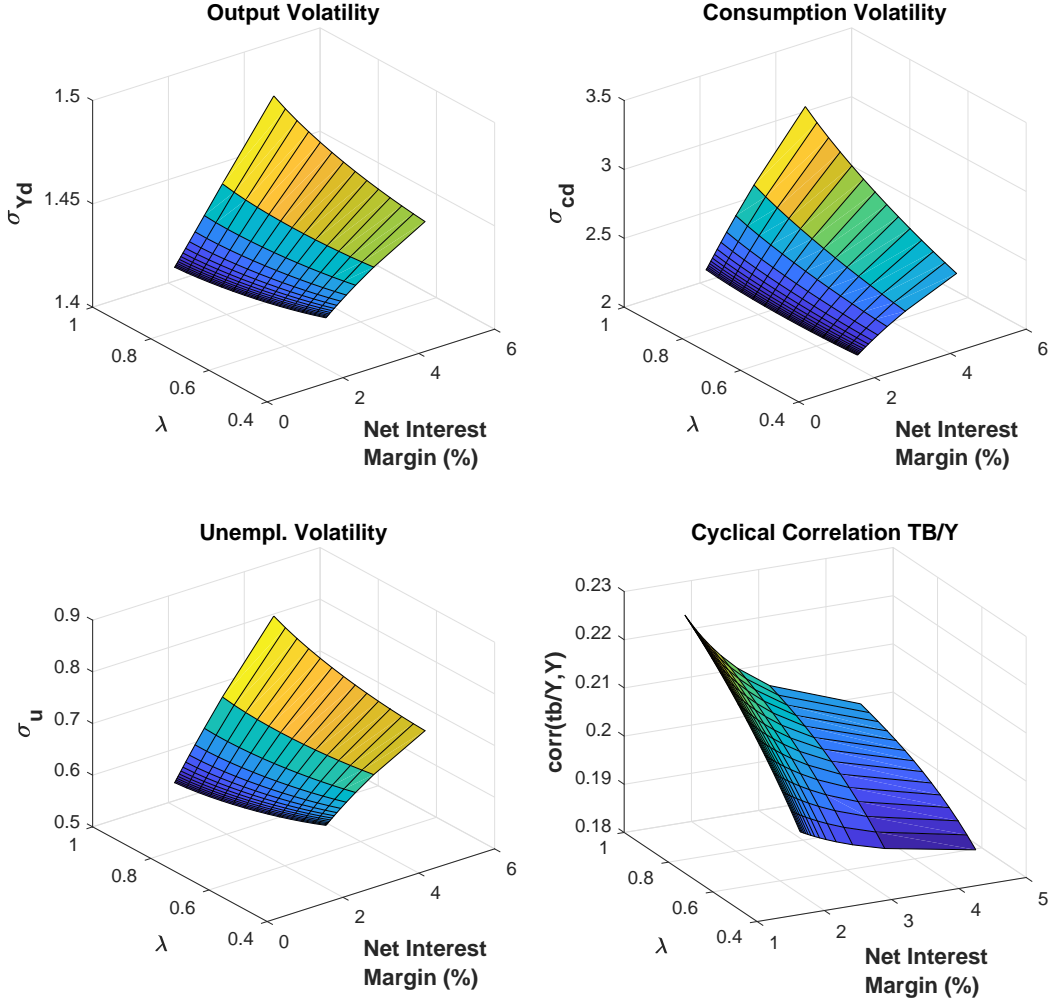 Output Volatility
1.5
1.45
1.4
σYd
1
0.8
0.6
0.4
λ
0
2
4
6
Net Interest
Margin (%)
Consumption Volatility
3.5
3
2.5
2
σcd
1
0.8
0.6
0.4
λ
0
2
4
6
Net Interest
Margin (%)
Unempl. Volatility
0.9
0.8
0.7
0.6
0.5
σu
1
0.8
0.6
0.4
λ
0
2
4
6
Net Interest
Margin (%)
Cyclical Correlation TB/Y
0.23
0.22
0.21
0.2
0.19
0.18
corr(tb/Y,Y)
1
0.8
0.6
0.4
λ
1
2
3
4
5
Net Interest
Margin (%)